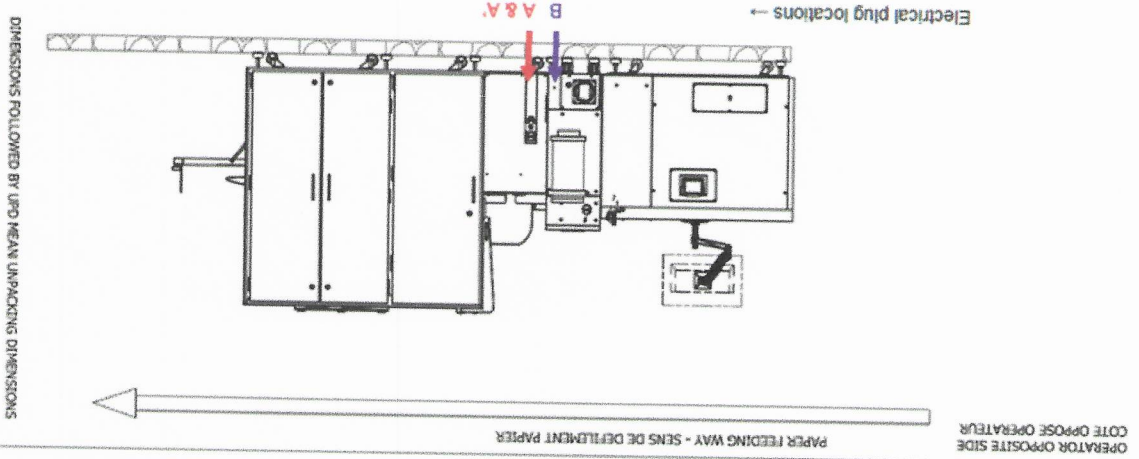 OPERATOR OPPOSITE SIDE
COTE OPPOSE OPERATEUR
PAPER FEEDING WAY - SENS DE DEFILEMENT PAPIER
Electrical plug locations →
B
A & A'
DIMENSIONS FOLLOWED BY UPD MEAN UNPACKING DIMENSIONS